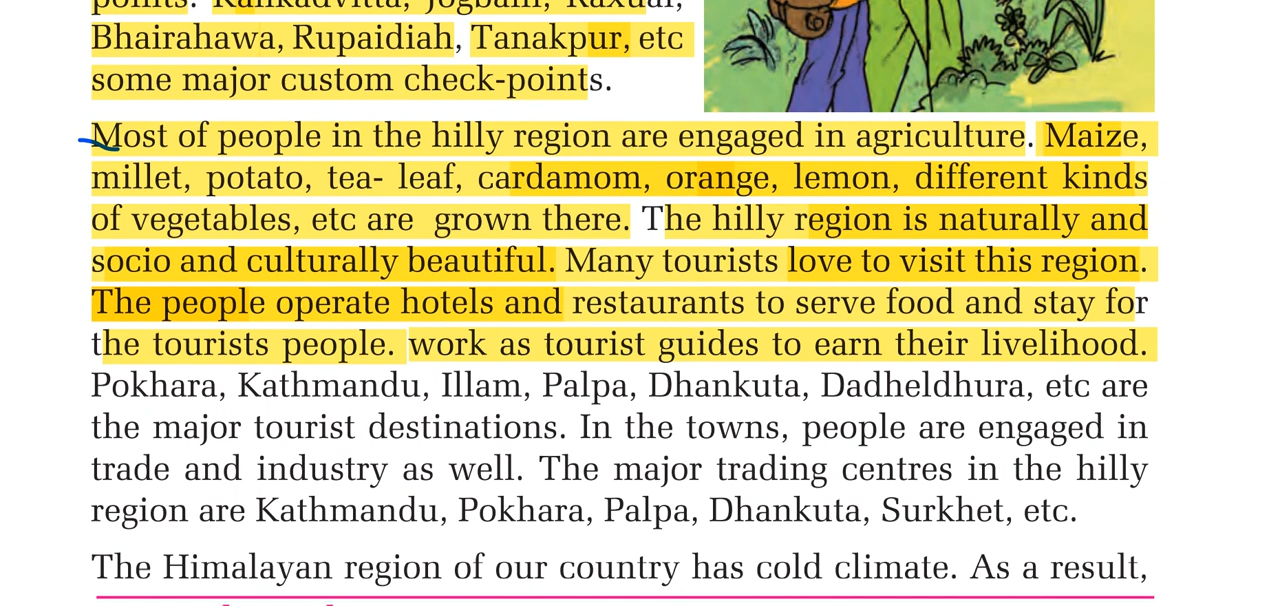 points. Kankadvitta, Jogbani, Raxual,
Bhairahawa, Rupaidiah, Tanakpur, etc
some major custom check-points.
Most of people in the hilly region are engaged in agriculture. Maize,
millet, potato, tea- leaf, cardamom, orange, lemon, different kinds
of vegetables, etc are grown there. The hilly region is naturally and
socio and culturally beautiful. Many tourists love to visit this region.
The people operate hotels and restaurants to serve food and stay for
the tourists people. work as tourist guides to earn their livelihood.
Pokhara, Kathmandu, Illam, Palpa, Dhankuta, Dadheldhura, etc are
the major tourist destinations. In the towns, people are engaged in
trade and industry as well. The major trading centres in the hilly
region are Kathmandu, Pokhara, Palpa, Dhankuta, Surkhet, etc.
The Himalayan region of our country has cold climate. As a result,